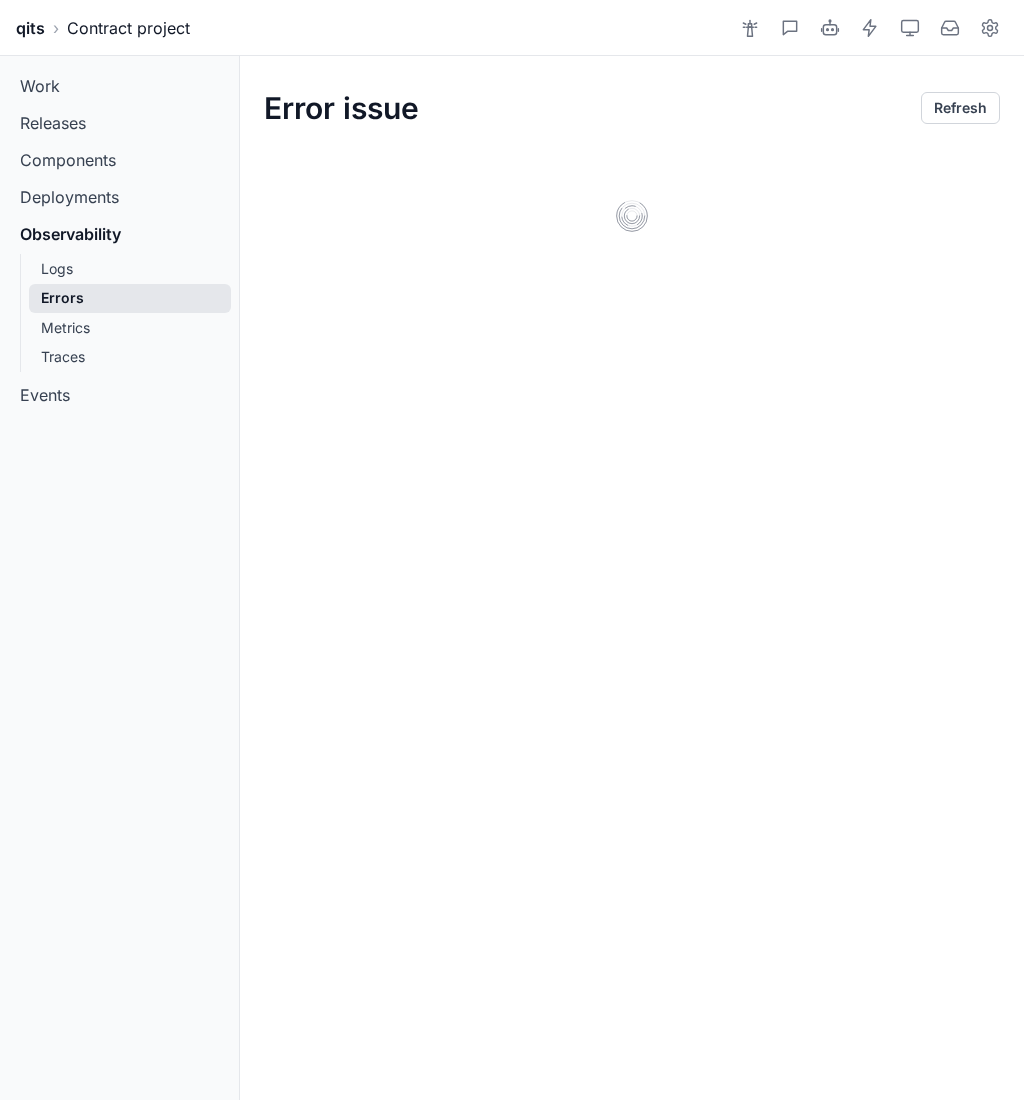 qits › Contract project
Work
Releases
Components
Deployments
Observability
Logs
Errors
Metrics
Traces
Events
Error issue
Refresh